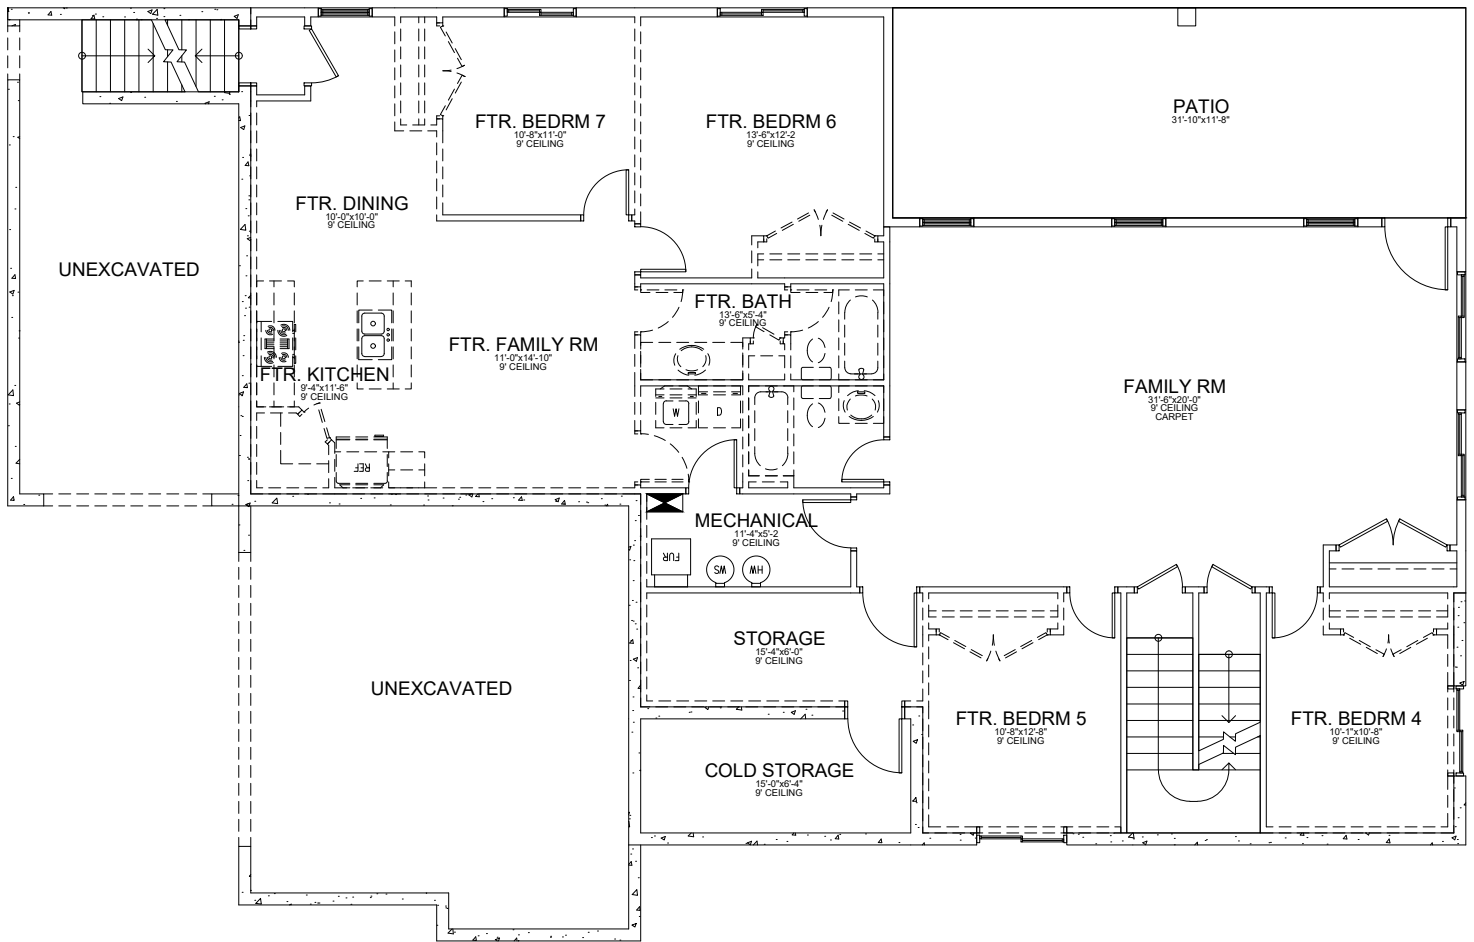 PATIO
31'-10"x11'-8"
FTR. BEDRM 7
10'-8"x11'-0"
9' CEILING
FTR. BEDRM 6
13'-6"x12'-2
9' CEILING
FTR. DINING
10'-0"x10'-0"
9' CEILING
UNEXCAVATED
FTR. BATH
13'-6"x5'-4"
9' CEILING
FTR. FAMILY RM
11'-0"x14'-10"
9' CEILING
FTR. KITCHEN
9'-4"x11'-6"
9' CEILING
FAMILY RM
31'-6"x20'-0"
9' CEILING
CARPET
W
D
REF
MECHANICAL
11'-4"x5'-2
9' CEILING
FUR
WS
HW
STORAGE
15'-4"x6'-0"
9' CEILING
UNEXCAVATED
FTR. BEDRM 5
10'-8"x12'-8"
9' CEILING
FTR. BEDRM 4
10'-1"x10'-8"
9' CEILING
COLD STORAGE
15'-0"x6'-4"
9' CEILING